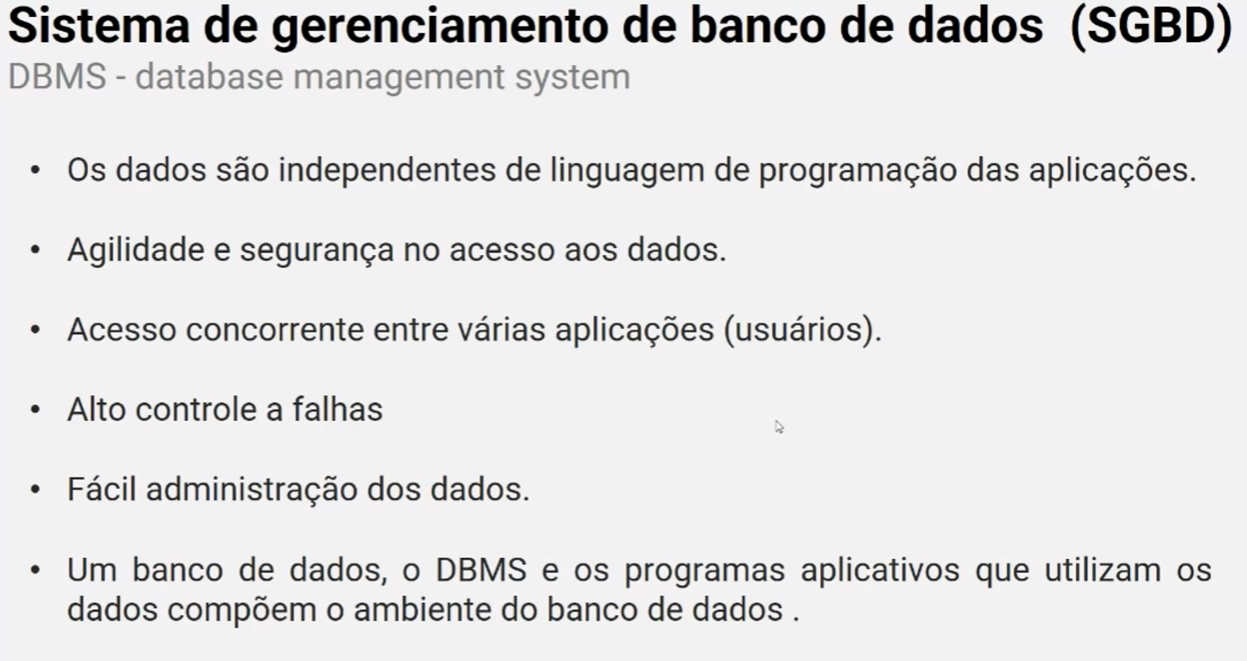 Sistema de gerenciamento de banco de dados (SGBD)
DBMS - database management system
• Os dados são independentes de linguagem de programação das aplicações.
• Agilidade e segurança no acesso aos dados.
• Acesso concorrente entre várias aplicações (usuários).
• Alto controle a falhas
• Fácil administração dos dados.
• Um banco de dados, o DBMS e os programas aplicativos que utilizam os
dados compõem o ambiente do banco de dados .